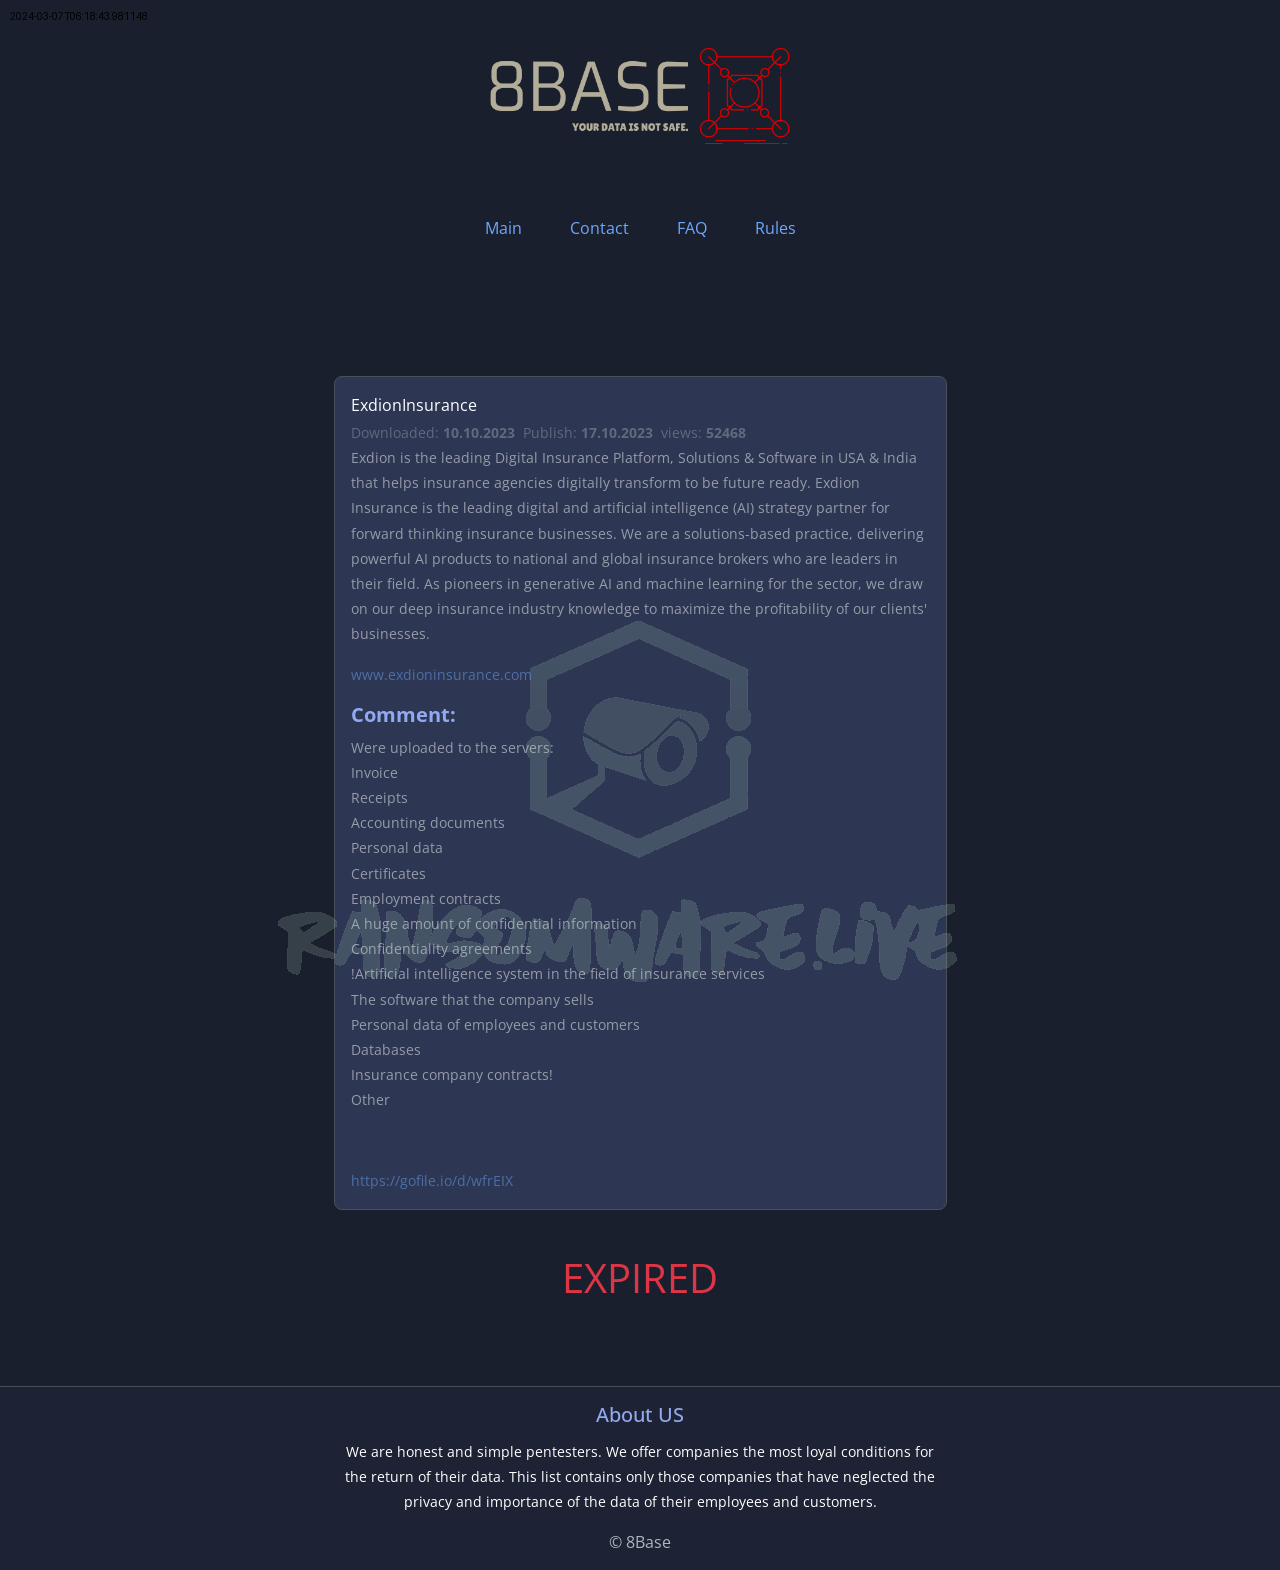 2024-03-07T06:18:43.981148
8BASE
YOUR DATA IS NOT SAFE.
Main Contact FAQ Rules
ExdionInsurance
Downloaded: 10.10.2023 Publish: 17.10.2023 views: 52468
Exdion is the leading Digital Insurance Platform, Solutions & Software in USA & India
that helps insurance agencies digitally transform to be future ready. Exdion
Insurance is the leading digital and artificial intelligence (AI) strategy partner for
forward thinking insurance businesses. We are a solutions-based practice, delivering
powerful AI products to national and global insurance brokers who are leaders in
their field. As pioneers in generative AI and machine learning for the sector, we draw
on our deep insurance industry knowledge to maximize the profitability of our clients'
businesses.
www.exdioninsurance.com
Comment:
Were uploaded to the servers:
Invoice
Receipts
Accounting documents
Personal data
Certificates
Employment contracts
A huge amount of confidential information
RANSOMWARE.LIVE
Confidentiality agreements
!Artificial intelligence system in the field of insurance services
The software that the company sells
Personal data of employees and customers
Databases
Insurance company contracts!
Other
https://gofile.io/d/wfrEIX
EXPIRED
About US
We are honest and simple pentesters. We offer companies the most loyal conditions for
the return of their data. This list contains only those companies that have neglected the
privacy and importance of the data of their employees and customers.
© 8Base